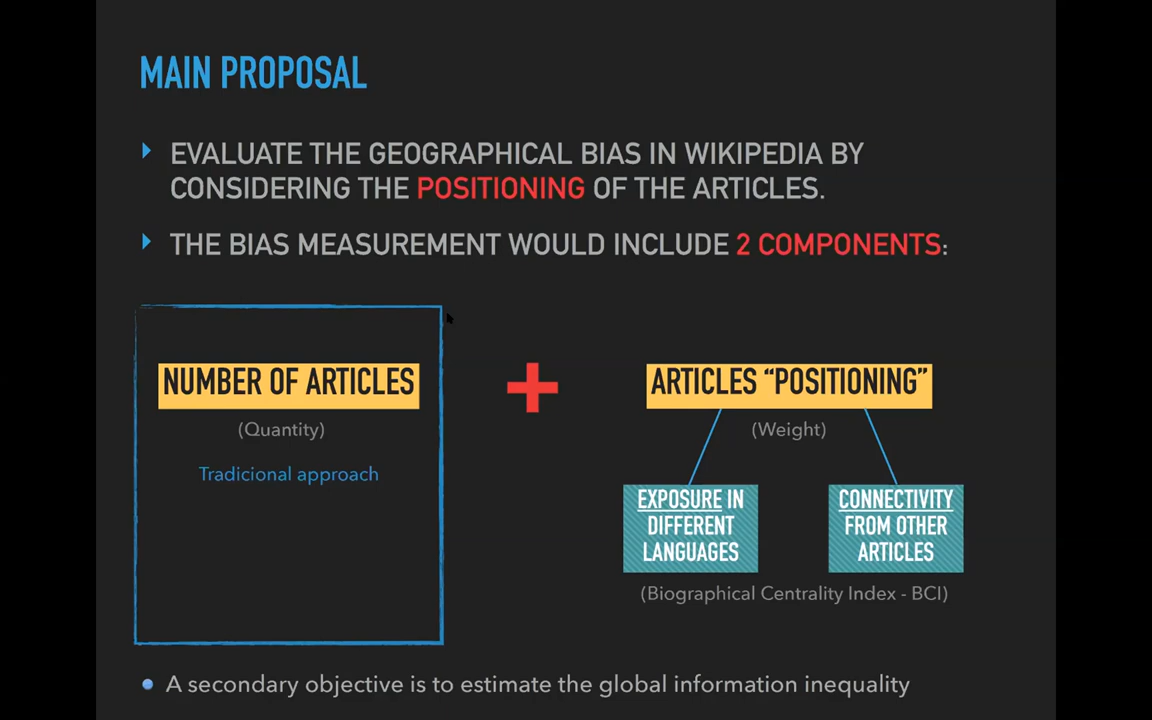 MAIN PROPOSAL
EVALUATE THE GEOGRAPHICAL BIAS IN WIKIPEDIA BY
CONSIDERING THE POSITIONING OF THE ARTICLES.
THE BIAS MEASUREMENT WOULD INCLUDE 2 COMPONENTS:
NUMBER OF ARTICLES
(Quantity)
Tradicional approach
+
ARTICLES “POSITIONING”
(Weight)
EXPOSURE IN
DIFFERENT
LANGUAGES
CONNECTIVITY
FROM OTHER
ARTICLES
(Biographical Centrality Index - BCI)
A secondary objective is to estimate the global information inequality